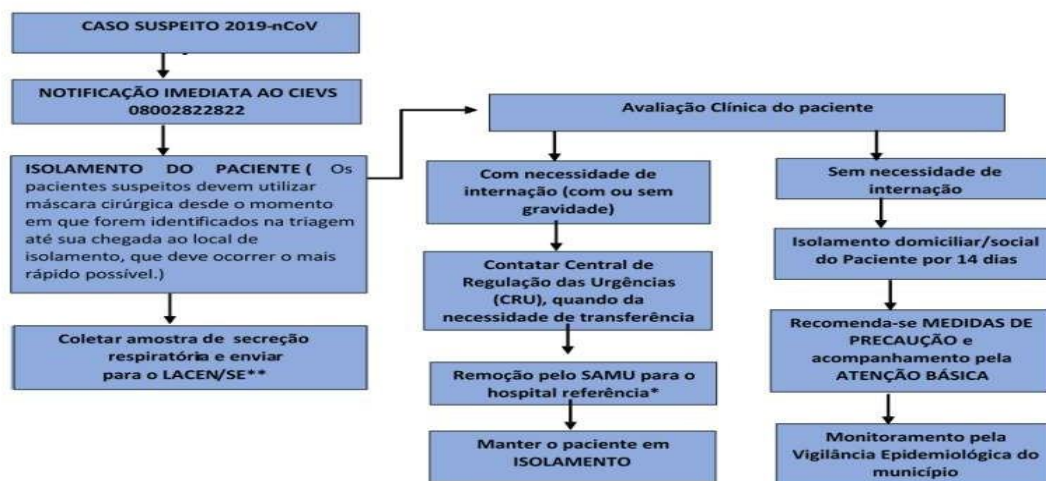 CASO SUSPEITO 2019-nCoV
NOTIFICAÇÃO IMEDIATA AO CIEVS
08002822822
ISOLAMENTO DO PACIENTE ( Os
pacientes suspeitos devem utilizar
máscara cirúrgica desde o momento
em que forem identificados na triagem
até sua chegada ao local de
isolamento, que deve ocorrer o mais
rápido possível.)
Coletar amostra de secreção
respiratória e enviar
para o LACEN/SE**
Avaliação Clínica do paciente
Com necessidade de
internação (com ou sem
gravidade)
Contatar Central de
Regulação das Urgências
(CRU), quando da
necessidade de transferência
Remoção pelo SAMU para o
hospital referência*
Manter o paciente em
ISOLAMENTO
Sem necessidade de
internação
Isolamento domiciliar/social
do Paciente por 14 dias
Recomenda-se MEDIDAS DE
PRECAUÇÃO e
acompanhamento pela
ATENÇÃO BÁSICA
Monitoramento pela
Vigilância Epidemiológica do
município